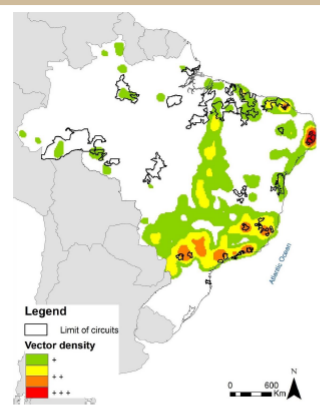 Atlantic Ocean
Legend
Limit of circuits
Vector density
+
+ +
+ +
+ + +
N
0 600
Km